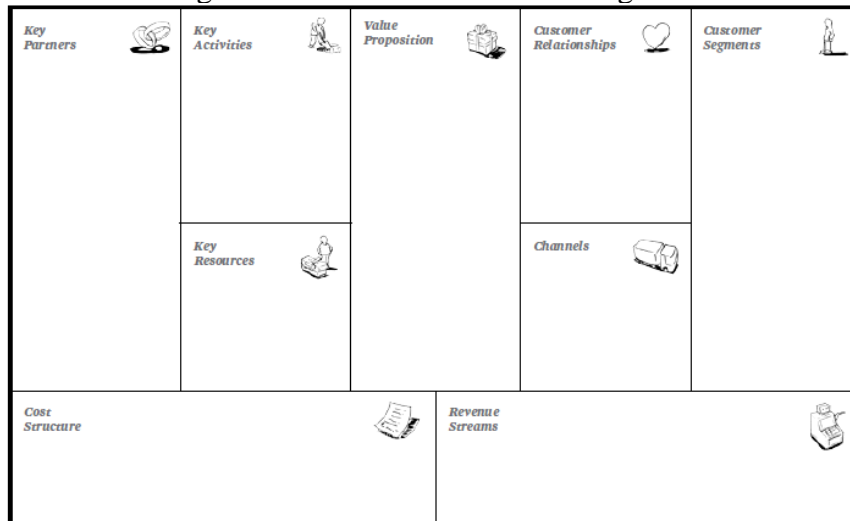 Key
Partners
Key
Activities
Value
Proposition
Customer
Relationships
Customer
Segments
Key
Resources
Channels
Cost
Structure
Revenue
Streams